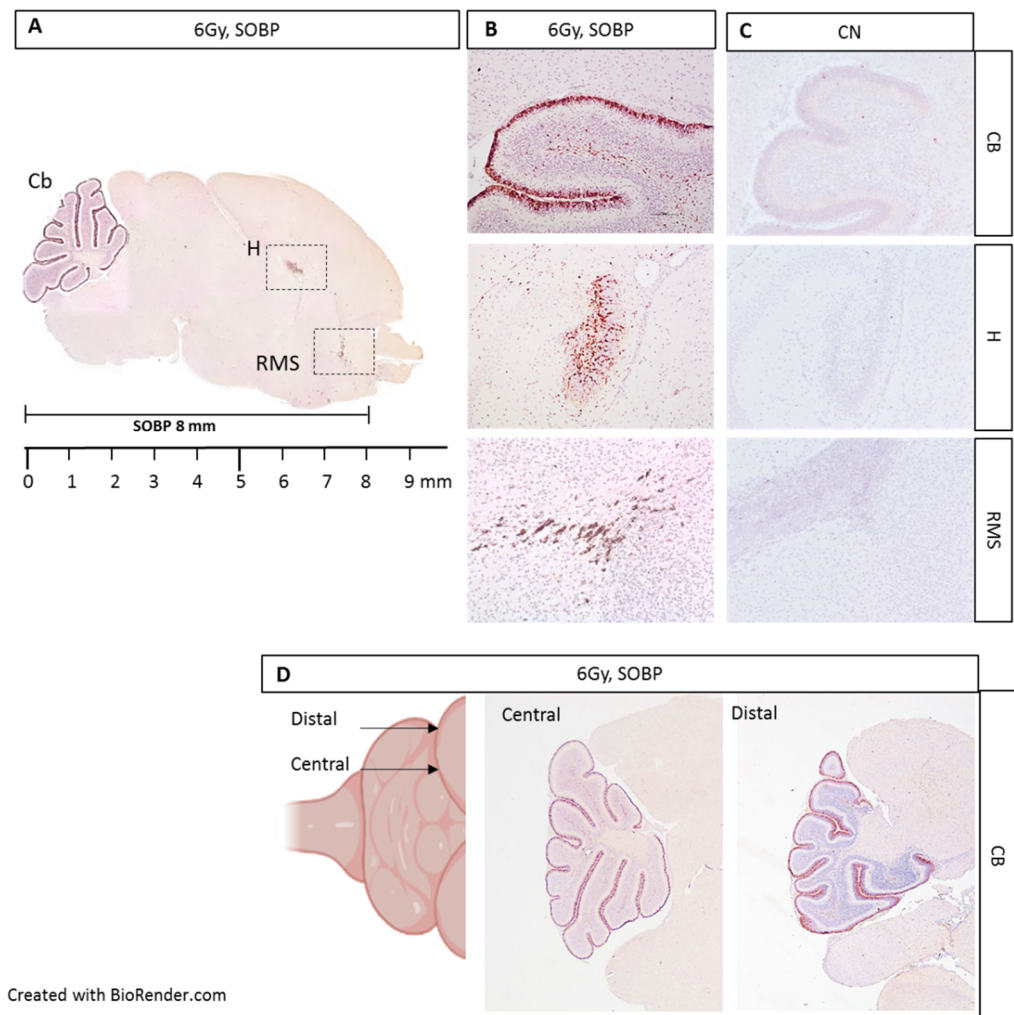 A
6Gy, SOBP
B
6Gy, SOBP
C
CN
Cb
H
RMS
SOBP 8 mm
0 1 2 3 4 5 6 7 8 9 mm
CB
H
RMS
D
6Gy, SOBP
Distal
Central
Central
Distal
CB
Created with BioRender.com